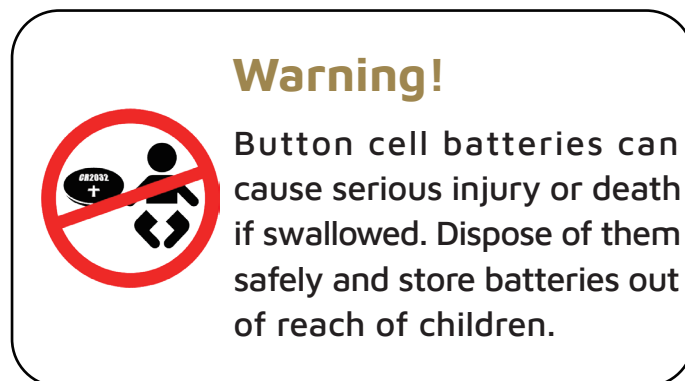 Warning!
CR2032
+
Button cell batteries can
cause serious injury or death
if swallowed. Dispose of them
safely and store batteries out
of reach of children.